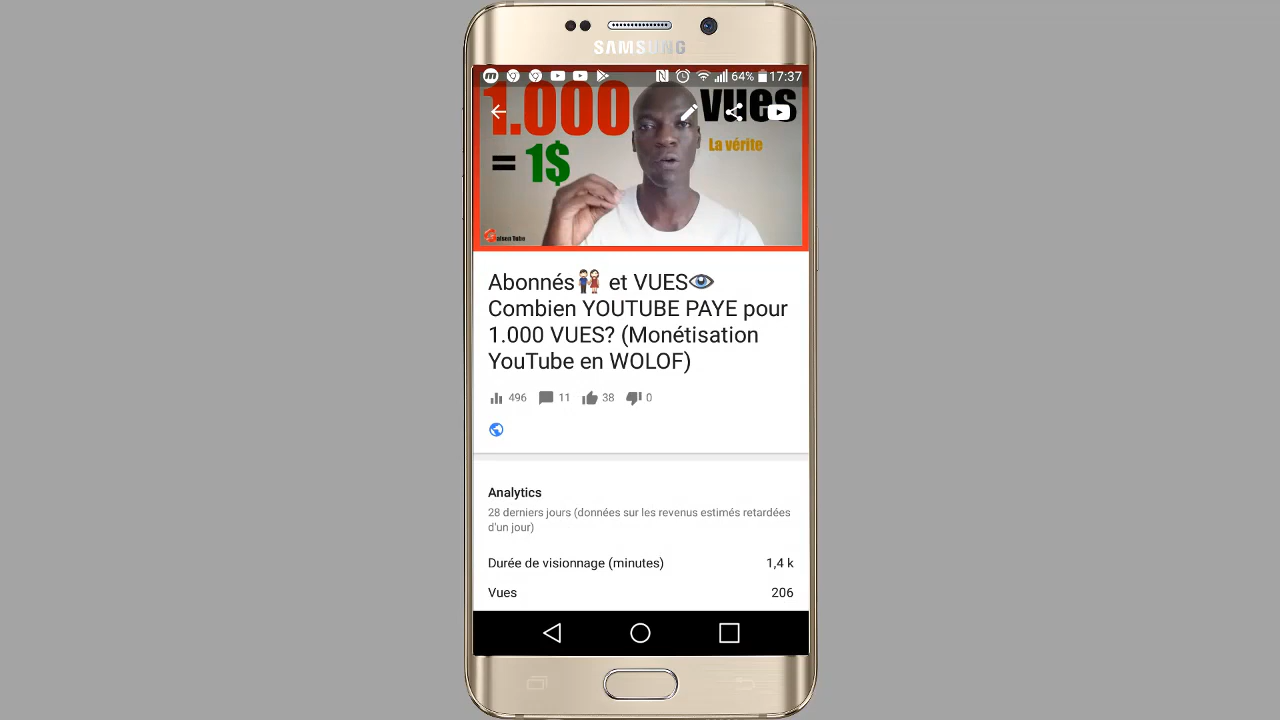 SAMSUNG
64% 17:37
1.000 vues
= 1$ La vérite
Abonnés et VUES
Combien YOUTUBE PAYE pour
1.000 VUES? (Monétisation
YouTube en WOLOF)
496 11 38 0
Analytics
28 derniers jours (données sur les revenus estimés retardées
d'un jour)
Durée de visionnage (minutes) 1,4 k
Vues 206